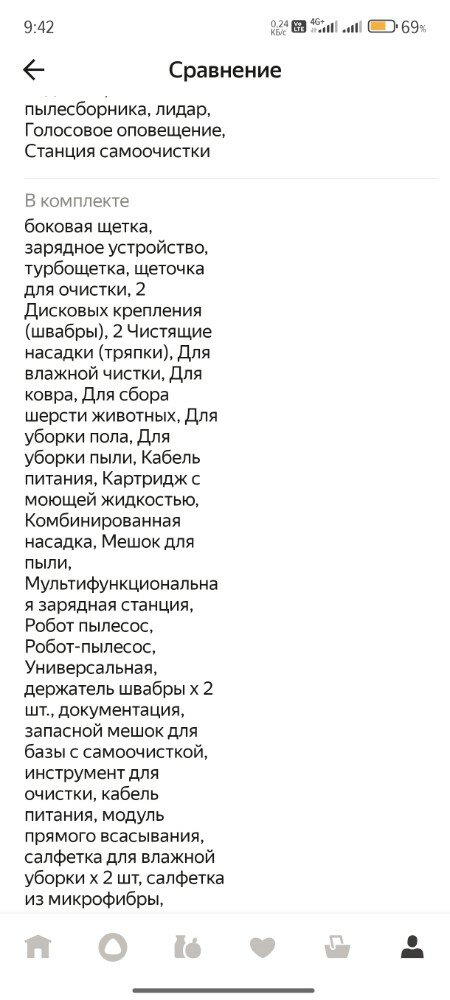 9:42
0.24
КБ/с
Vo
LTE
4G+
69%
Сравнение
пылесборника, лидар,
Голосовое оповещение,
Станция самоочистки
В комплекте
боковая щетка,
зарядное устройство,
турбощетка, щеточка
для очистки, 2
Дисковых крепления
(швабры), 2 Чистящие
насадки (тряпки), Для
влажной чистки, Для
ковра, Для сбора
шерсти животных, Для
уборки пола, Для
уборки пыли, Кабель
питания, Картридж с
моющей жидкостью,
Комбинированная
насадка, Мешок для
пыли,
Мультифункциональна
я зарядная станция,
Робот пылесос,
Робот-пылесос,
Универсальная,
держатель швабры х 2
шт., документация,
запасной мешок для
базы с самоочисткой,
инструмент для
очистки, кабель
питания, модуль
прямого всасывания,
салфетка для влажной
уборки х 2 шт, салфетка
из микрофибры,